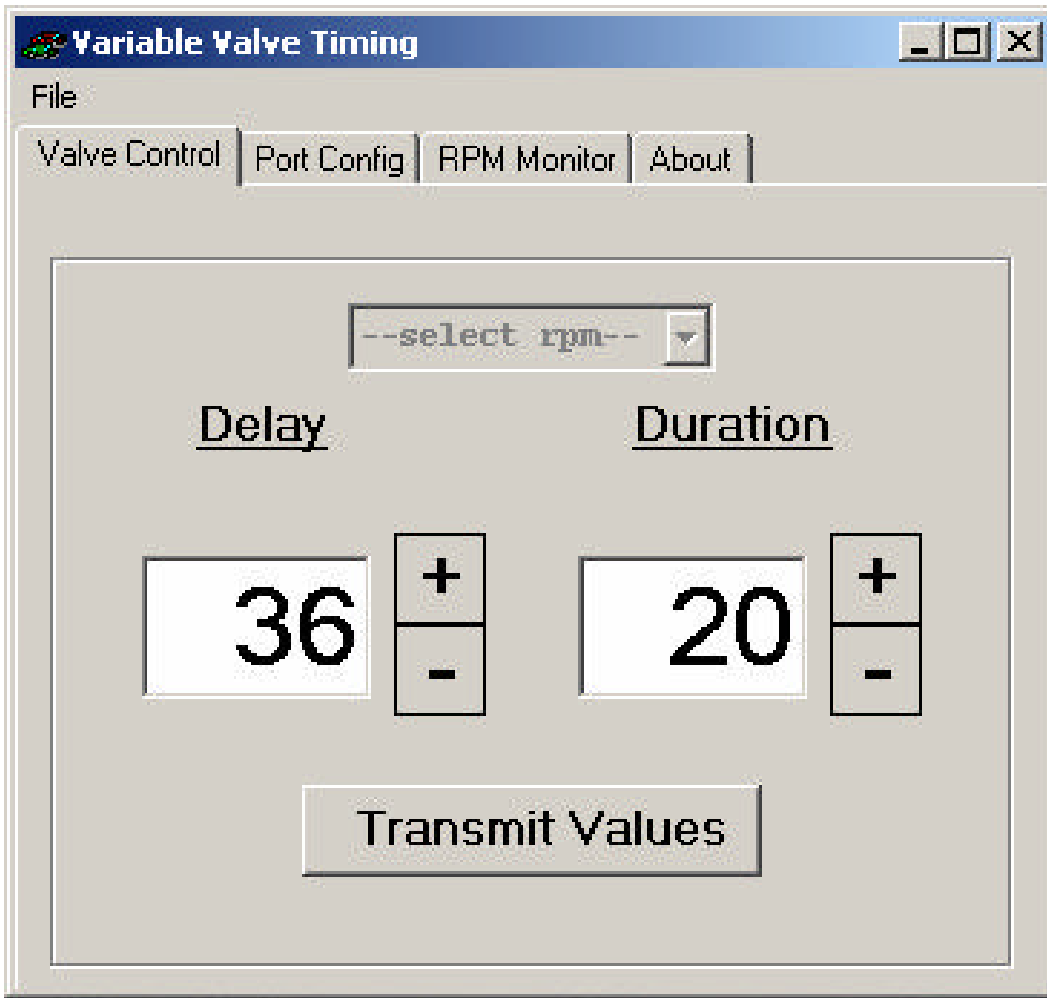 Variable Valve Timing
File
Valve Control Port Config RPM Monitor About
--select rpm--
Delay Duration
36 + 20 +
- -
Transmit Values